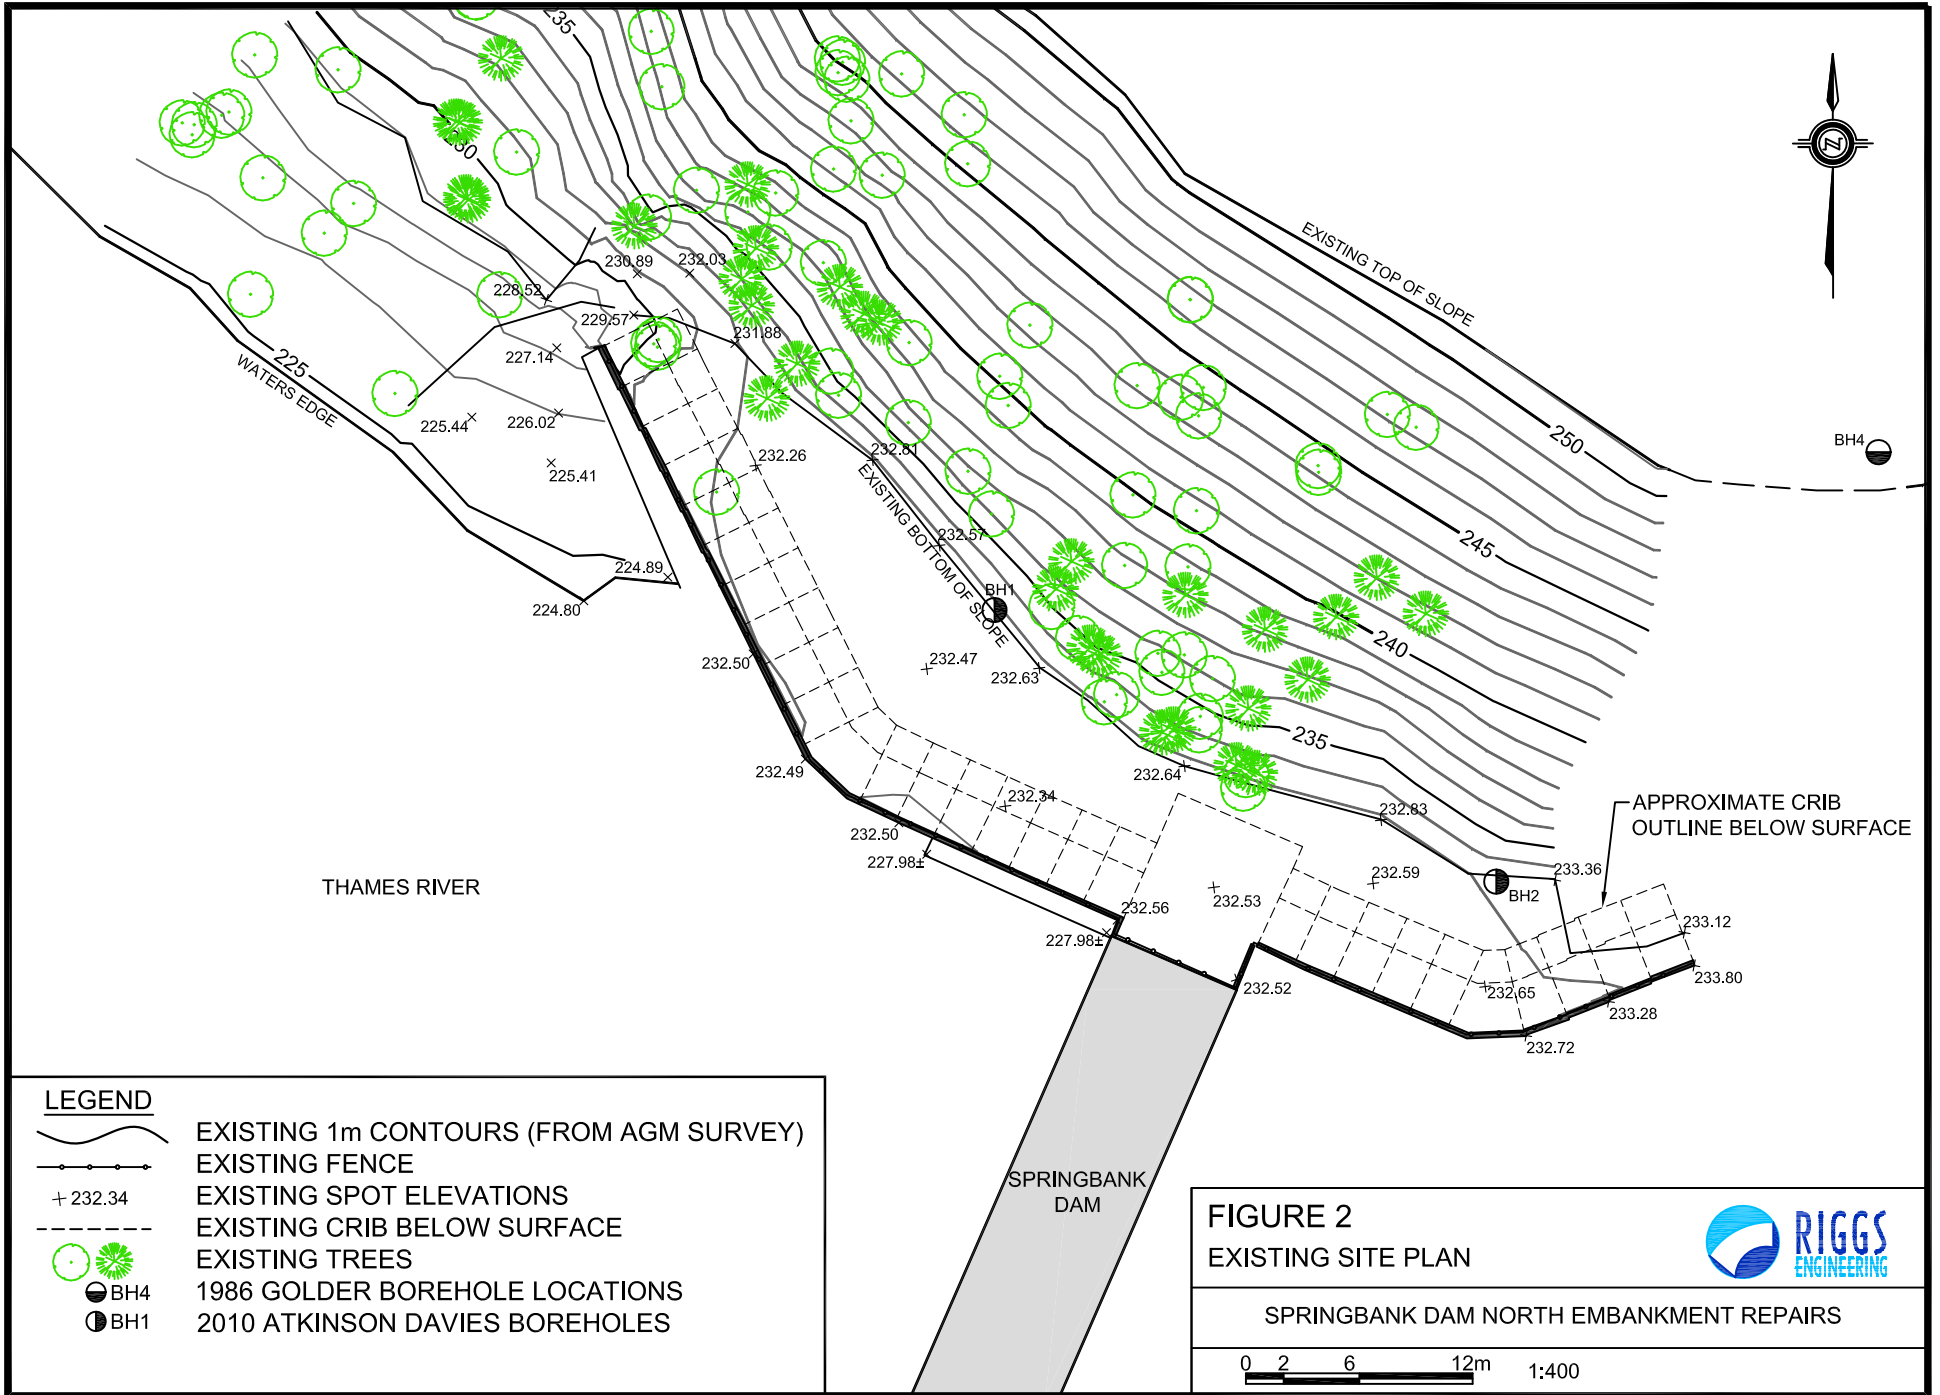 235
230
230.89
232.03
228.52
229.57
231.88
227.14
225
WATERS EDGE
225.44
226.02
225.41
232.26
232.81
EXISTING TOP OF SLOPE
250
BH4
EXISTING BOTTOM OF SLOPE
232.57
245
224.89
224.80
BH1
232.50
232.47
232.63
240
235
232.49
232.64
232.34
232.83
232.50
227.98±
APPROXIMATE CRIB
OUTLINE BELOW SURFACE
THAMES RIVER
232.59
233.36
232.53
BH2
232.56
233.12
227.98±
233.80
232.52
232.65
233.28
232.72
SPRINGBANK
DAM
LEGEND
EXISTING 1m CONTOURS (FROM AGM SURVEY)
EXISTING FENCE
232.34 EXISTING SPOT ELEVATIONS
EXISTING CRIB BELOW SURFACE
EXISTING TREES
BH4 1986 GOLDER BOREHOLE LOCATIONS
BH1 2010 ATKINSON DAVIES BOREHOLES
FIGURE 2
EXISTING SITE PLAN
RIGGS
ENGINEERING
SPRINGBANK DAM NORTH EMBANKMENT REPAIRS
0 2 6 12m 1:400
N